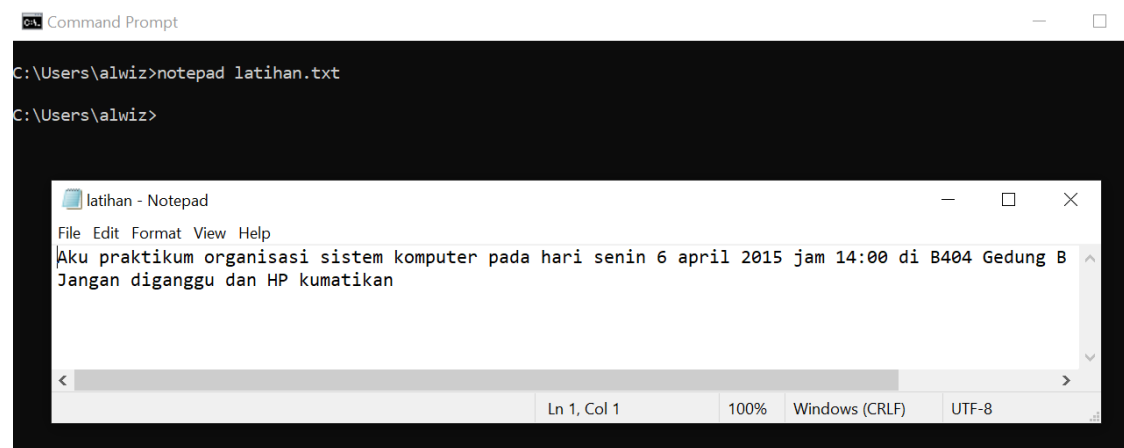 Command Prompt
C:\Users\alwiz>notepad latihan.txt
C:\Users\alwiz>
latihan - Notepad
File Edit Format View Help
Aku praktikum organisasi sistem komputer pada hari senin 6 april 2015 jam 14:00 di B404 Gedung B
Jangan diganggu dan HP kumatikan
Ln 1, Col 1 100% Windows (CRLF) UTF-8